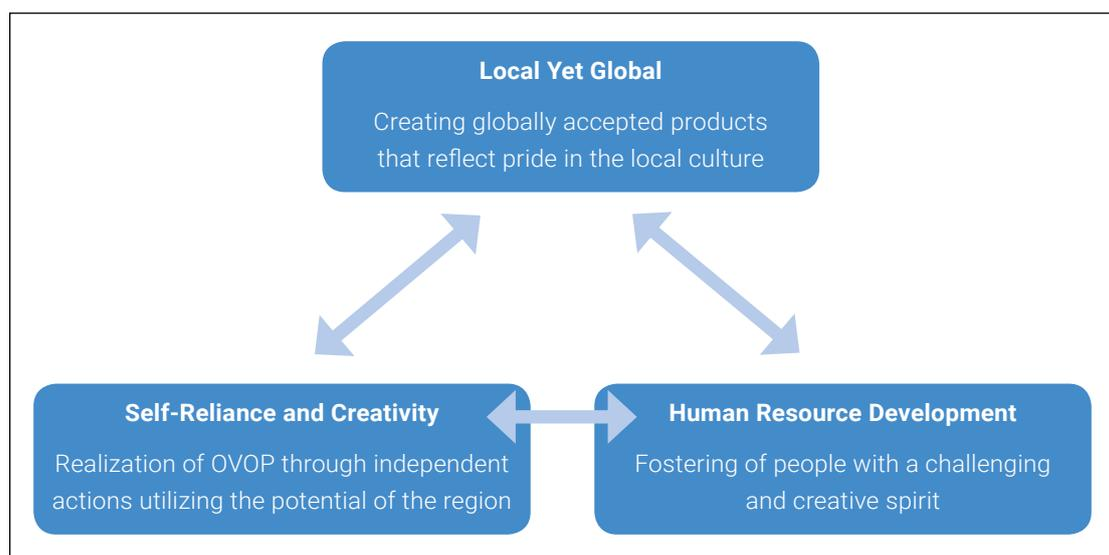 Local Yet Global
Creating globally accepted products
that reflect pride in the local culture
Self-Reliance and Creativity
Realization of OVOP through independent
actions utilizing the potential of the region
Human Resource Development
Fostering of people with a challenging
and creative spirit